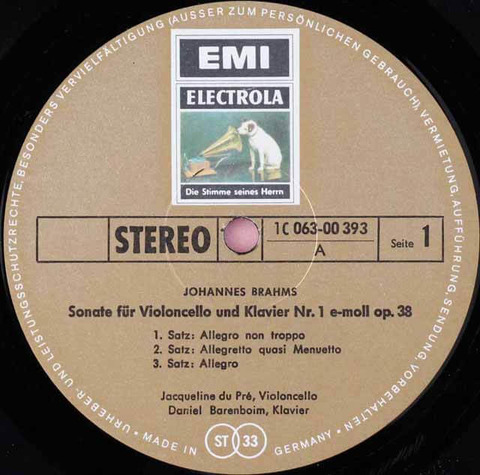 EMI
ELECTROLA
Die Stimme seines Herrn
STEREO
1C 063-00 393
A
Seite 1
JOHANNES BRAHMS
Sonate für Violoncello und Klavier Nr. 1 e-moll op. 38
1. Satz: Allegro non troppo
2. Satz: Allegretto quasi Menuetto
3. Satz: Allegro
Jacqueline du Pré, Violoncello
Daniel Barenboim, Klavier
URHEBER- UND LEISTUNGSSCHUTZRECHTE, BESONDERS VERVIELFÄLTIGUNG (AUSSER ZUM PERSÖNLICHEN GEBRAUCH), VERMIETUNG, AUFFÜHRUNG, SENDUNG, VORBEHALTEN •
MADE IN ST 33 GERMANY •